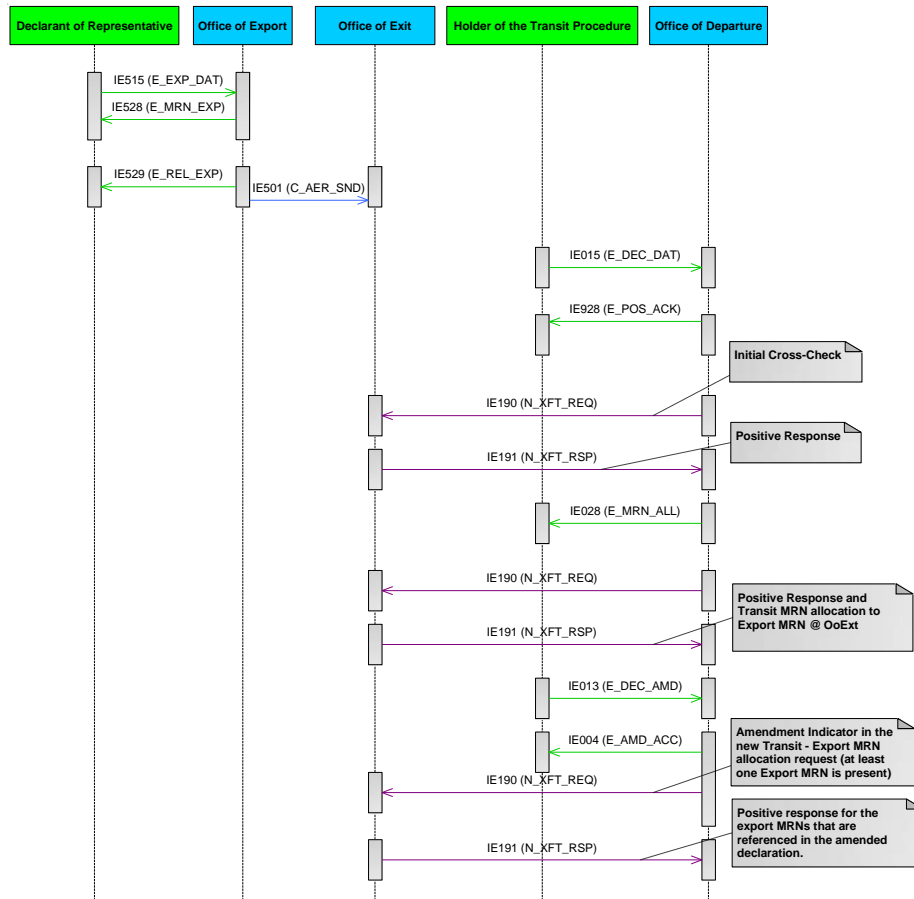 Declarant of Representative
Office of Export
Office of Exit
Holder of the Transit Procedure
Office of Departure
IE515 (E_EXP_DAT)
IE528 (E_MRN_EXP)
IE529 (E_REL_EXP)
IE501 (C_AER_SND)
IE015 (E_DEC_DAT)
IE928 (E_POS_ACK)
Initial Cross-Check
IE190 (N_XFT_REQ)
Positive Response
IE191 (N_XFT_RSP)
IE028 (E_MRN_ALL)
IE190 (N_XFT_REQ)
Positive Response and
Transit MRN allocation to
Export MRN @ OoExt
IE191 (N_XFT_RSP)
IE013 (E_DEC_AMD)
IE004 (E_AMD_ACC)
Amendment Indicator in the
new Transit - Export MRN
allocation request (at least
one Export MRN is present)
IE190 (N_XFT_REQ)
Positive response for the
export MRNs that are
referenced in the amended
declaration.
IE191 (N_XFT_RSP)